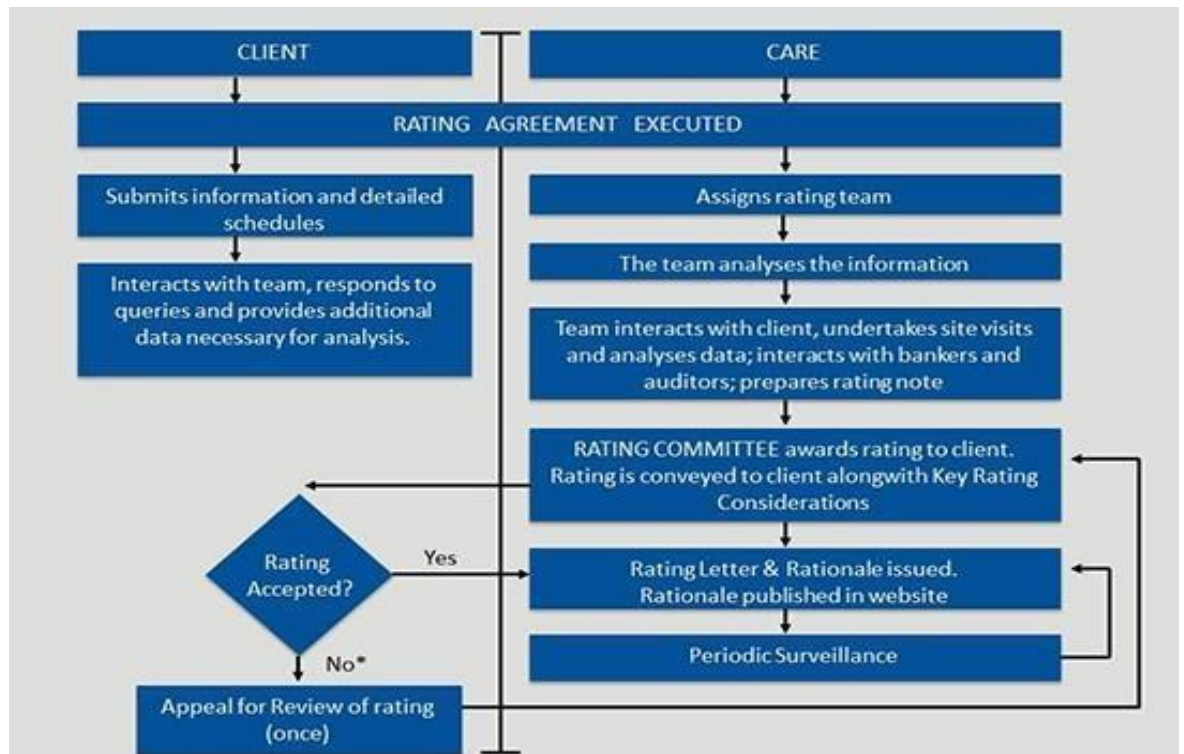 CLIENT
CARE
RATING AGREEMENT EXECUTED
Submits information and detailed
schedules
Interacts with team, responds to
queries and provides additional
data necessary for analysis.
Assigns rating team
The team analyses the information
Team interacts with client, undertakes site visits
and analyses data; interacts with bankers and
auditors; prepares rating note
RATING COMMITTEE awards rating to client.
Rating is conveyed to client alongwith Key Rating
Considerations
Rating
Accepted?
Yes
No*
Rating Letter & Rationale issued.
Rationale published in website
Periodic Surveillance
Appeal for Review of rating
(once)